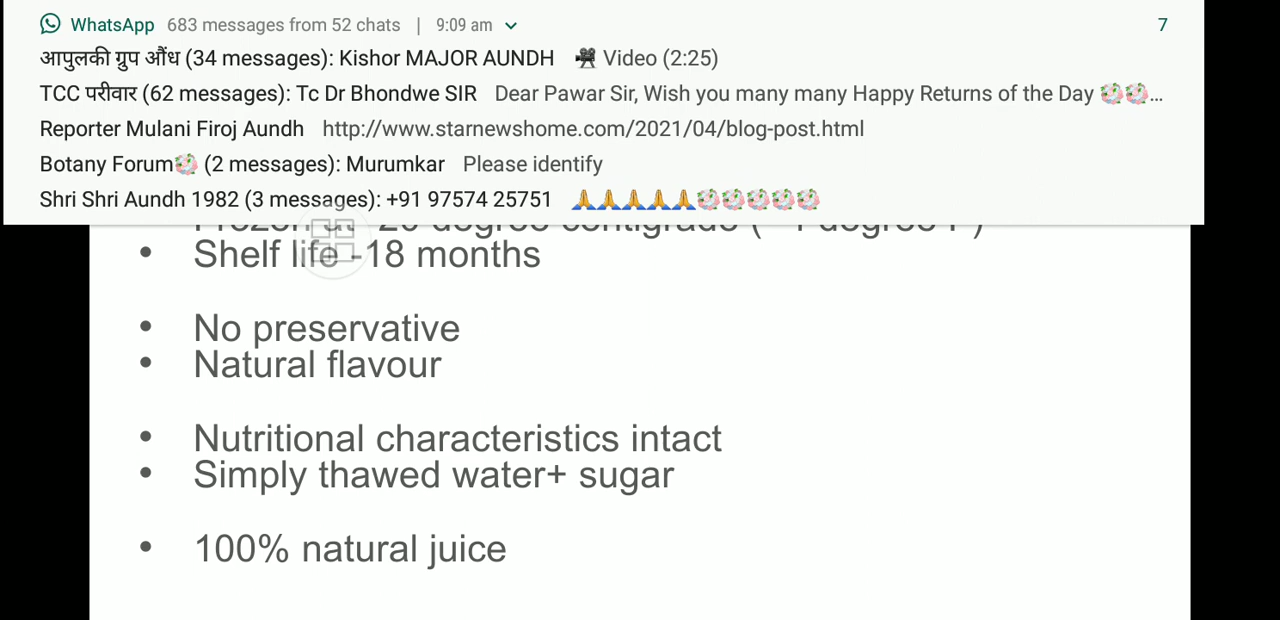 WhatsApp 683 messages from 52 chats | 9:09 am 7
आपुलकी ग्रुप औंध (34 messages): Kishor MAJOR AUNDH 🎥 Video (2:25)
TCC परीवार (62 messages): Tc Dr Bhondwe SIR Dear Pawar Sir, Wish you many many Happy Returns of the Day 💐💐...
Reporter Mulani Firoj Aundh http://www.starnewshome.com/2021/04/blog-post.html
Botany Forum💐 (2 messages): Murumkar Please identify
Shri Shri Aundh 1982 (3 messages): +91 97574 25751 🙏🙏🙏🙏🙏💐💐💐💐💐
• Shelf life -18 months
• No preservative
• Natural flavour
• Nutritional characteristics intact
• Simply thawed water+ sugar
• 100% natural juice